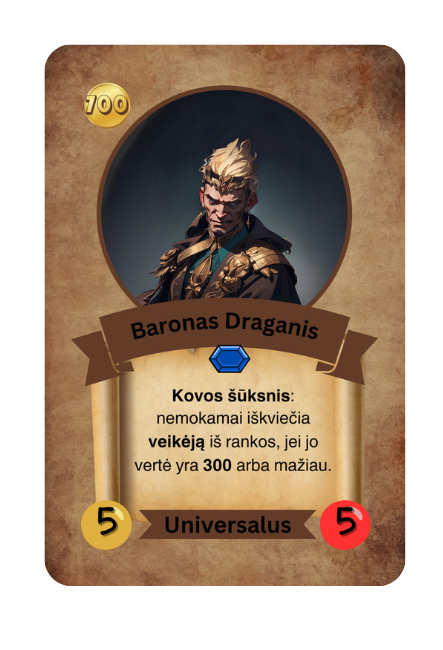 100
Baronas Draganis
Kovos šūksnis:
nemokamai iškviečia
veikėją iš rankos, jei jo
vertė yra 300 arba mažiau.
5 Universalus 5